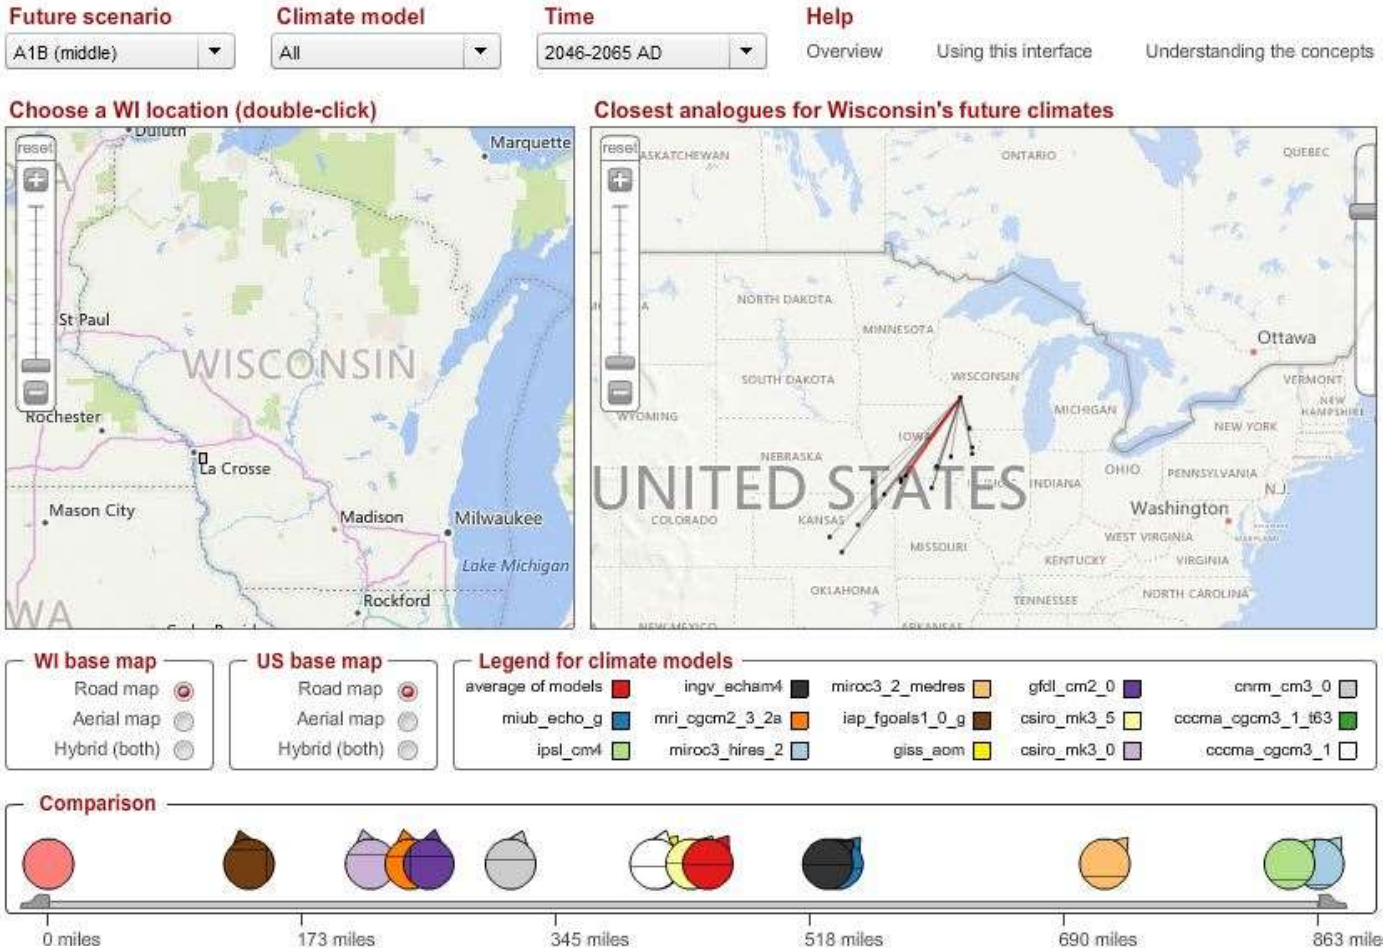 Future scenario Climate model Time Help
A1B (middle) All 2046-2065 AD Overview Using this interface Understanding the concepts
Choose a WI location (double-click) Closest analogues for Wisconsin's future climates
Duluth
reset
Marquette
St Paul
WISCONSIN
Rochester
La Crosse
Mason City
Madison
Milwaukee
Lake Michigan
WA
Rockford
reset
ASKATCHEWAN
ONTARIO
QUEBEC
NORTH DAKOTA
MINNESOTA
Ottawa
SOUTH DAKOTA
WISCONSIN
VERMONT
WYOMING
MICHIGAN
NEW HAMPSHIRE
NEW YORK
IOWA
NEBRASKA
OHIO
PENNSYLVANIA
UNITED STATES
INDIANA
N.J.
COLORADO
KANSAS
Washington
MISSOURI
WEST VIRGINIA
KENTUCKY
VIRGINIA
OKLAHOMA
TENNESSEE
NORTH CAROLINA
NEW MEXICO
ARKANSAS
WI base map US base map Legend for climate models
Road map Road map average of models ingv_echam4 miroc3_2_medres gfdl_cm2_0 cnrm_cm3_0
Aerial map Aerial map miub_echo_g mri_cgcm2_3_2a iap_fgoals1_0_g csiro_mk3_5 cccma_cgcm3_1_t63
Hybrid (both) Hybrid (both) ipsl_cm4 miroc3_hires_2 giss_aom csiro_mk3_0 cccma_cgcm3_1
Comparison
0 miles 173 miles 345 miles 518 miles 690 miles 863 mile